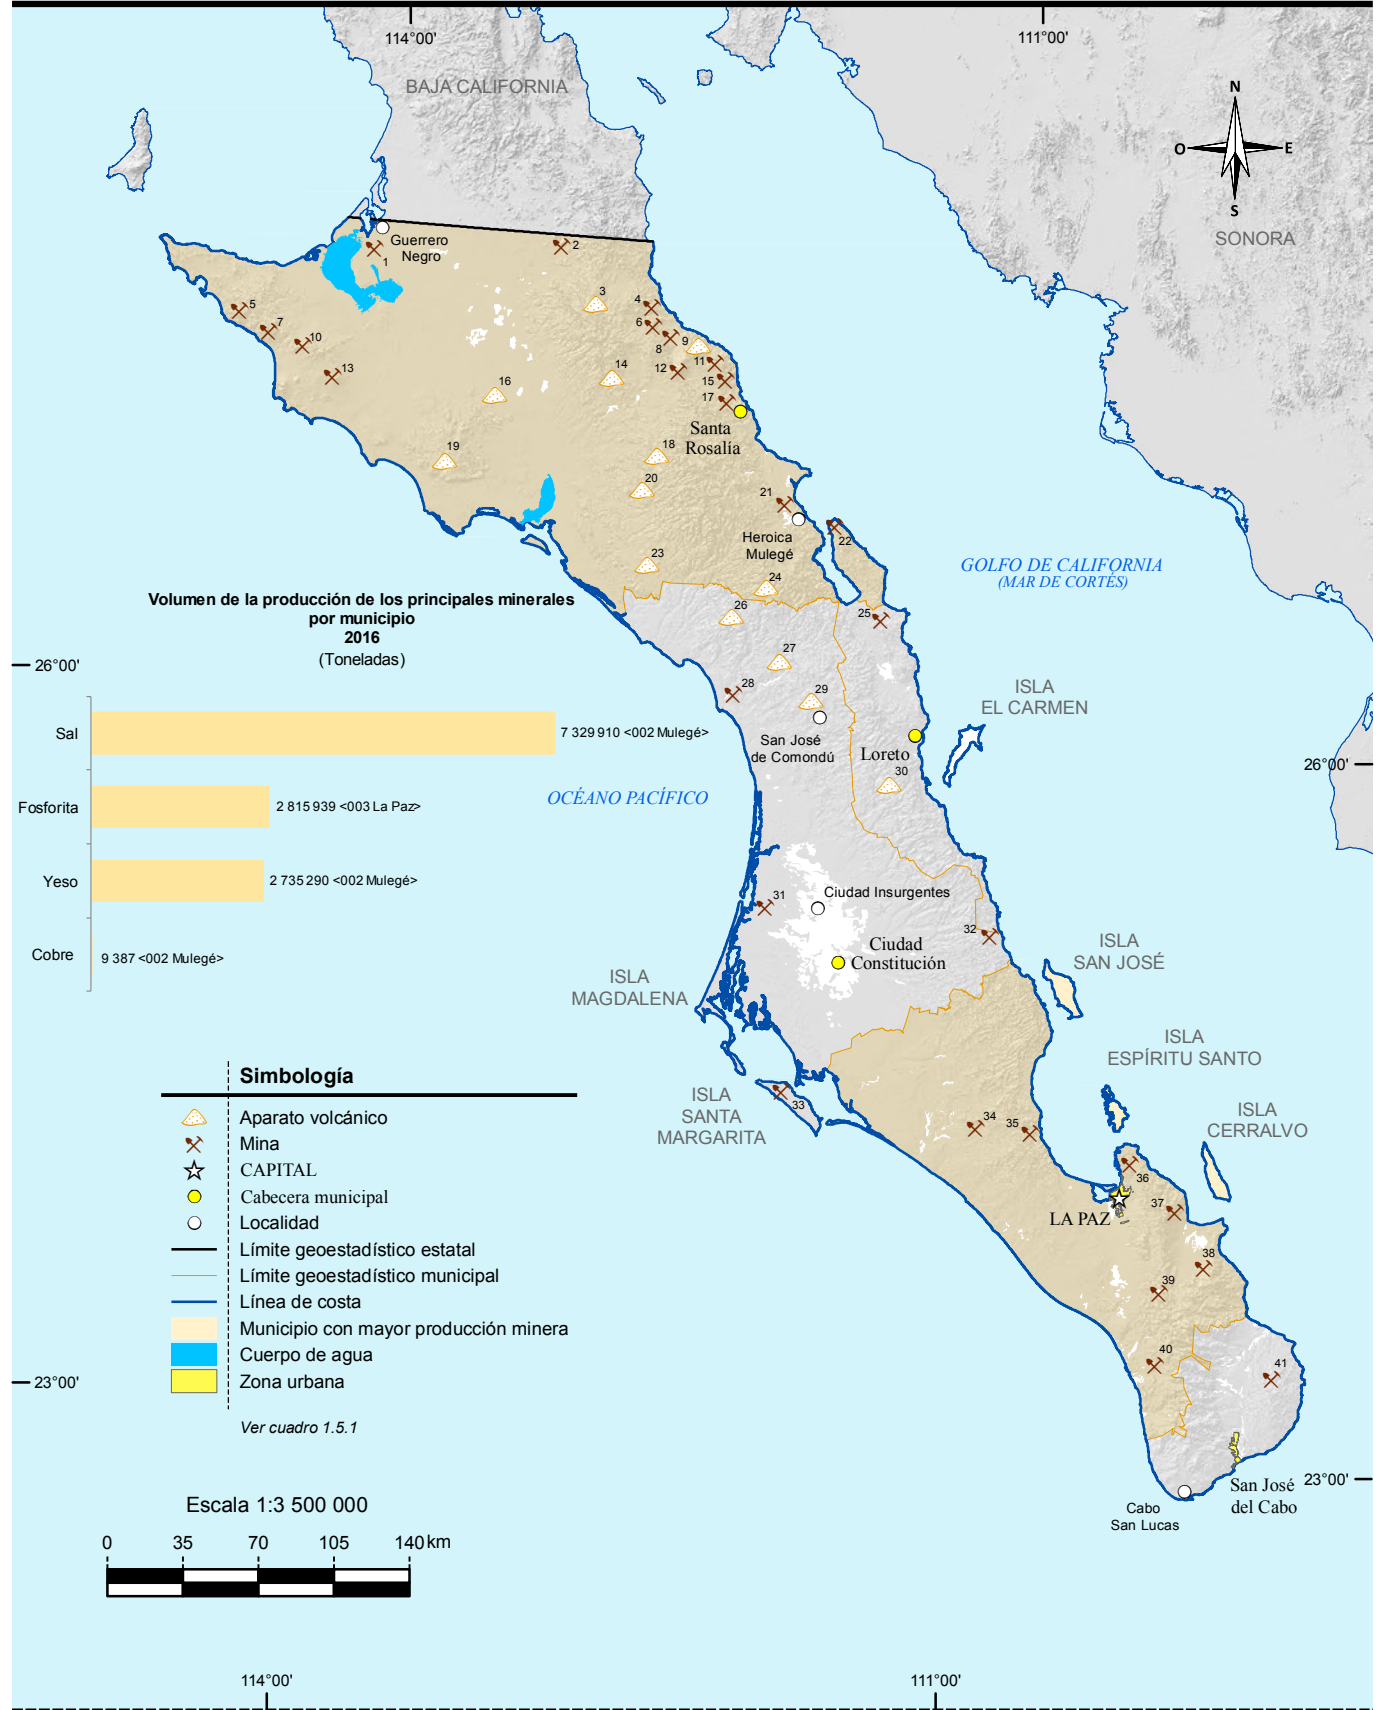 114°00'
111°00'
BAJA CALIFORNIA
N
O
E
S
SONORA
Guerrero
Negro
1
2
3
4
5
6
7
8
9
10
11
12
13
14
15
16
17
Santa
Rosalía
18
19
20
21
Heroica
Mulegé
22
23
24
GOLFO DE CALIFORNIA
(MAR DE CORTÉS)
Volumen de la producción de los principales minerales
por municipio
2016
(Toneladas)
25
26
27
28
29
26°00'
ISLA
EL CARMEN
San José
de Comondú
Loreto
30
26°00'
Sal
7 329 910 <002 Mulegé>
Fosforita
2 815 939 <003 La Paz>
Yeso
2 735 290 <002 Mulegé>
Cobre
9 387 <002 Mulegé>
OCÉANO PACÍFICO
31
Ciudad Insurgentes
32
Ciudad
Constitución
ISLA
SAN JOSÉ
ISLA
MAGDALENA
ISLA
ESPÍRITU SANTO
ISLA
SANTA
MARGARITA
33
34
35
ISLA
CERRALVO
36
37
LA PAZ
38
39
40
41
Simbología
Aparato volcánico
Mina
CAPITAL
Cabecera municipal
Localidad
Límite geoestadístico estatal
Límite geoestadístico municipal
Línea de costa
Municipio con mayor producción minera
Cuerpo de agua
Zona urbana
Ver cuadro 1.5.1
23°00'
23°00'
San José
del Cabo
Cabo
San Lucas
Escala 1:3 500 000
0 35 70 105 140 km
114°00'
111°00'